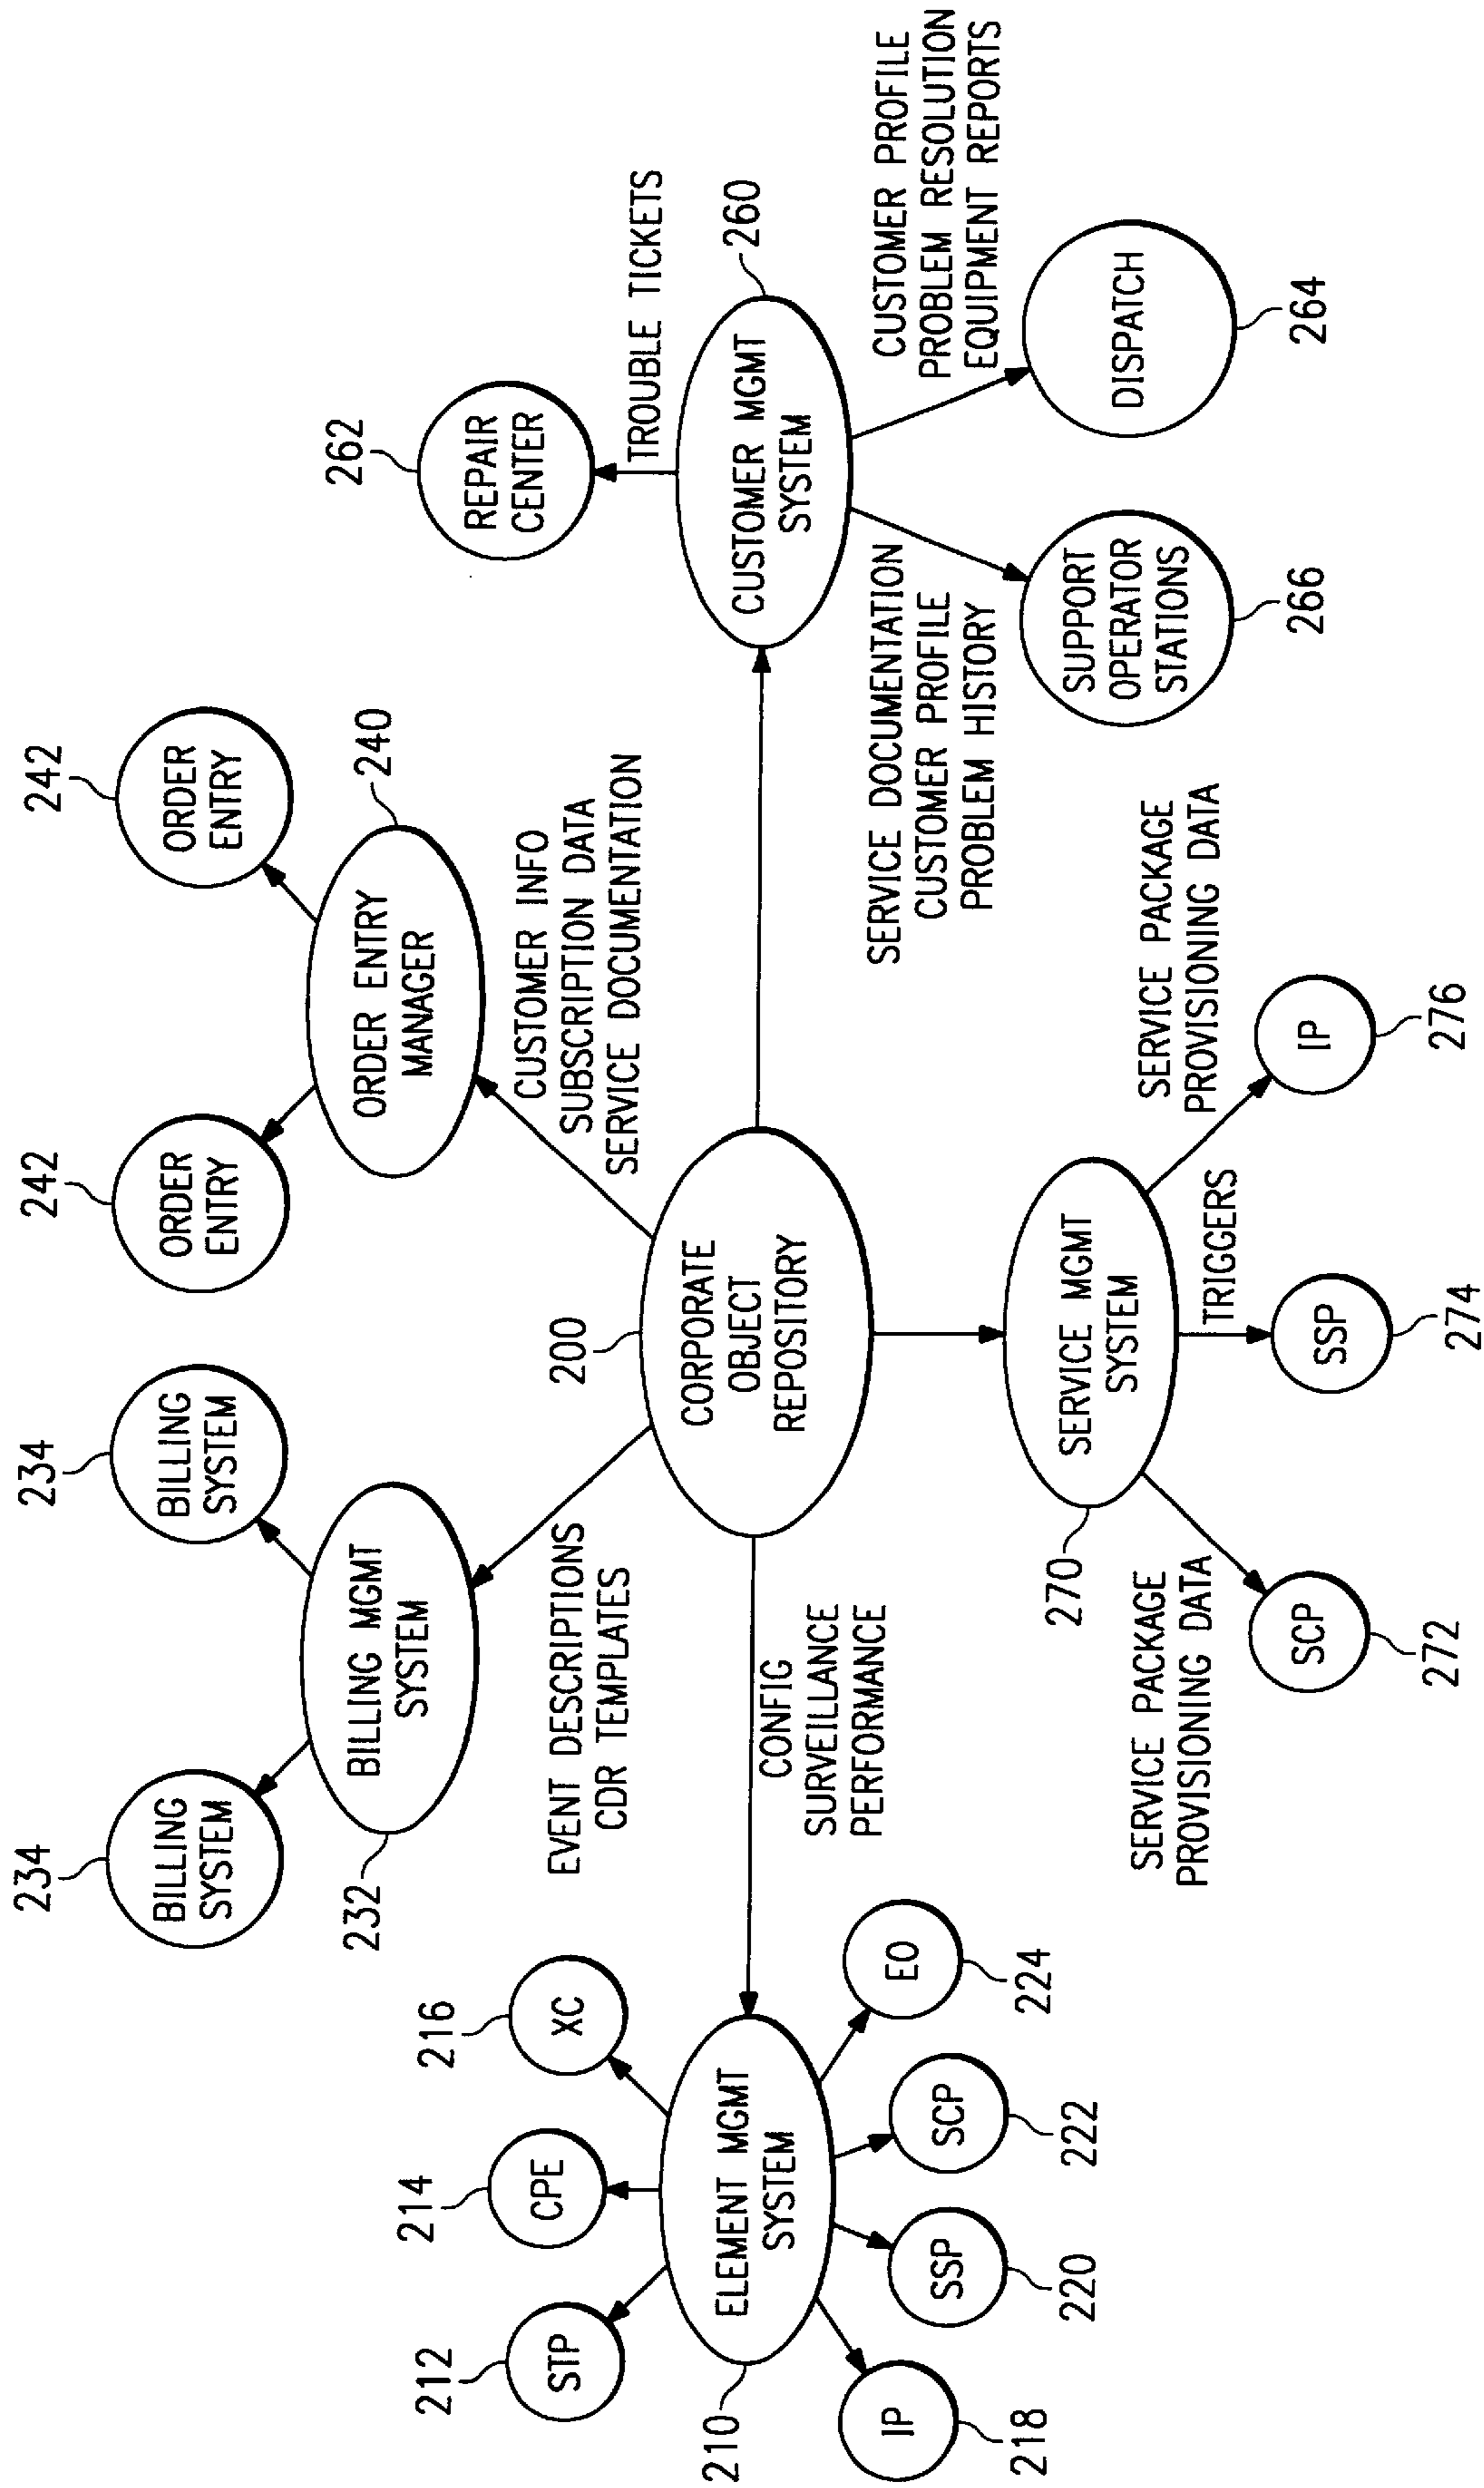 234
BILLING
SYSTEM
234
BILLING
SYSTEM
242
ORDER
ENTRY
242
ORDER
ENTRY
232
BILLING MGMT
SYSTEM
ORDER ENTRY
MANAGER
240
262
REPAIR
CENTER
TROUBLE TICKETS
212
STP
214
CPE
216
XC
EVENT DESCRIPTIONS
CDR TEMPLATES
200
CUSTOMER INFO
SUBSCRIPTION DATA
SERVICE DOCUMENTATION
210
ELEMENT MGMT
SYSTEM
CONFIG
SURVEILLANCE
PERFORMANCE
CORPORATE
OBJECT
REPOSITORY
CUSTOMER MGMT
SYSTEM
260
IP
218
SSP
220
SCP
222
EO
224
SERVICE DOCUMENTATION
CUSTOMER PROFILE
PROBLEM HISTORY
CUSTOMER PROFILE
PROBLEM RESOLUTION
EQUIPMENT REPORTS
SUPPORT
OPERATOR
STATIONS
266
DISPATCH
264
270
SERVICE MGMT
SYSTEM
SERVICE PACKAGE
PROVISIONING DATA
TRIGGERS
SERVICE PACKAGE
PROVISIONING DATA
SCP
272
SSP
274
IP
276